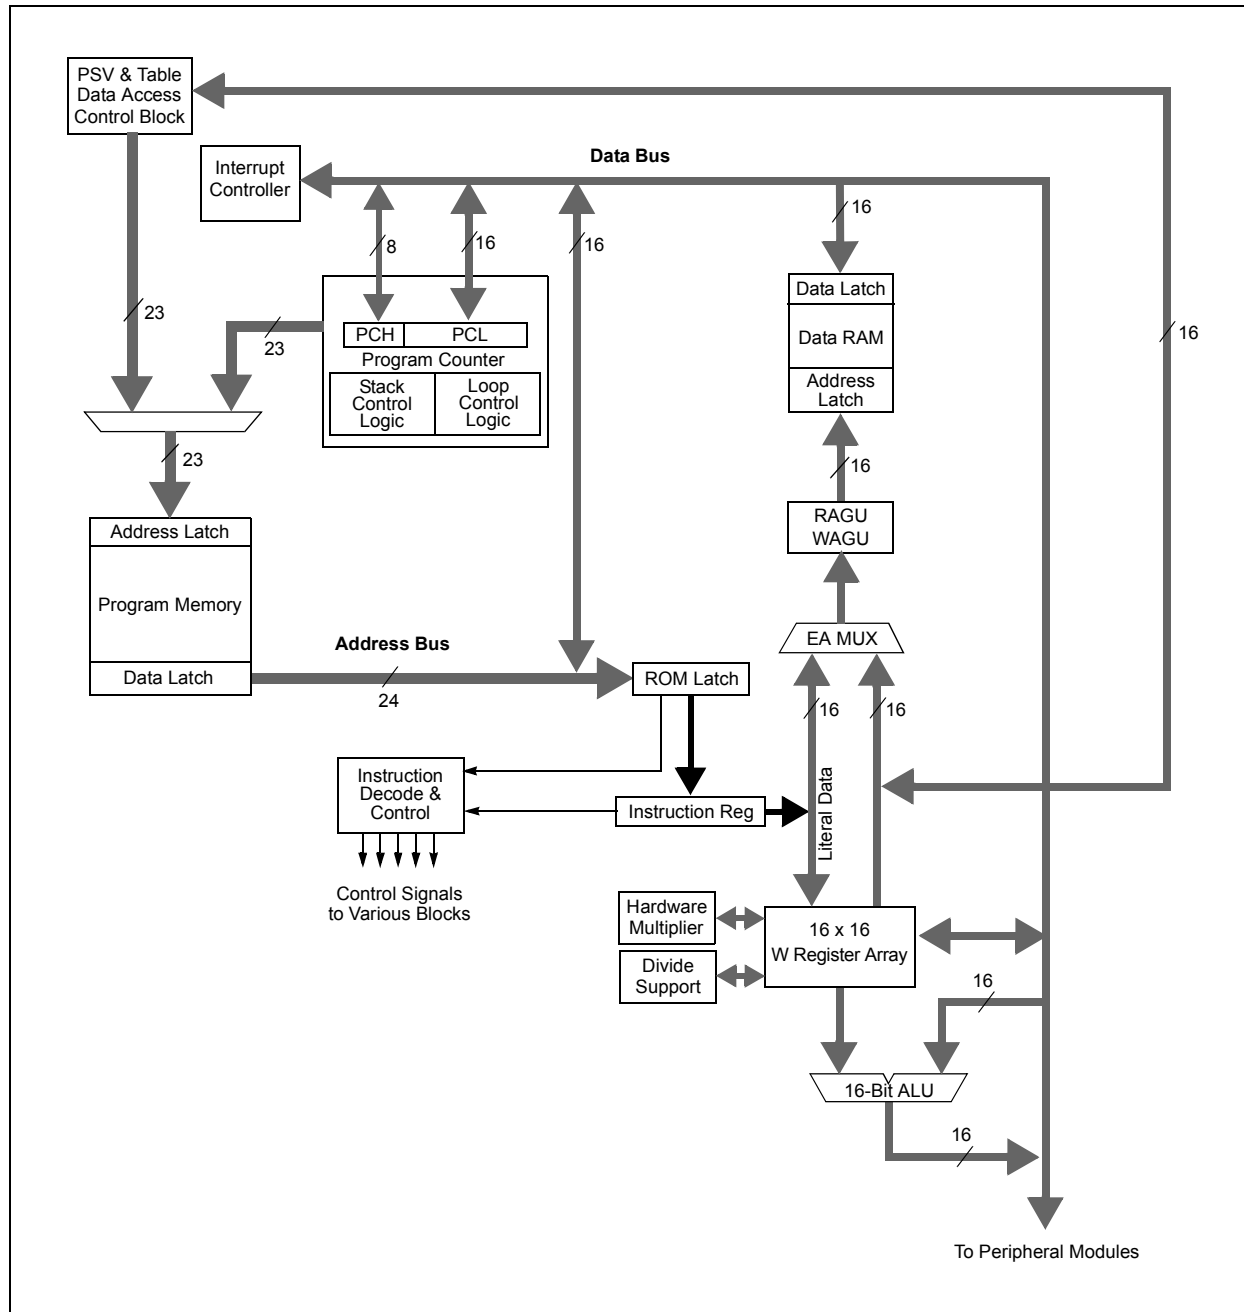 PSV & Table
Data Access
Control Block
Interrupt
Controller
Data Bus
8
16
16
16
23
23
16
PCH
PCL
Program Counter
Stack
Control
Logic
Loop
Control
Logic
Data Latch
Data RAM
Address
Latch
23
16
Address Latch
Program Memory
Data Latch
RAGU
WAGU
EA MUX
Address Bus
24
ROM Latch
16
16
Instruction
Decode &
Control
Instruction Reg
Literal Data
Control Signals
to Various Blocks
Hardware
Multiplier
16 x 16
W Register Array
Divide
Support
16
16-Bit ALU
16
To Peripheral Modules